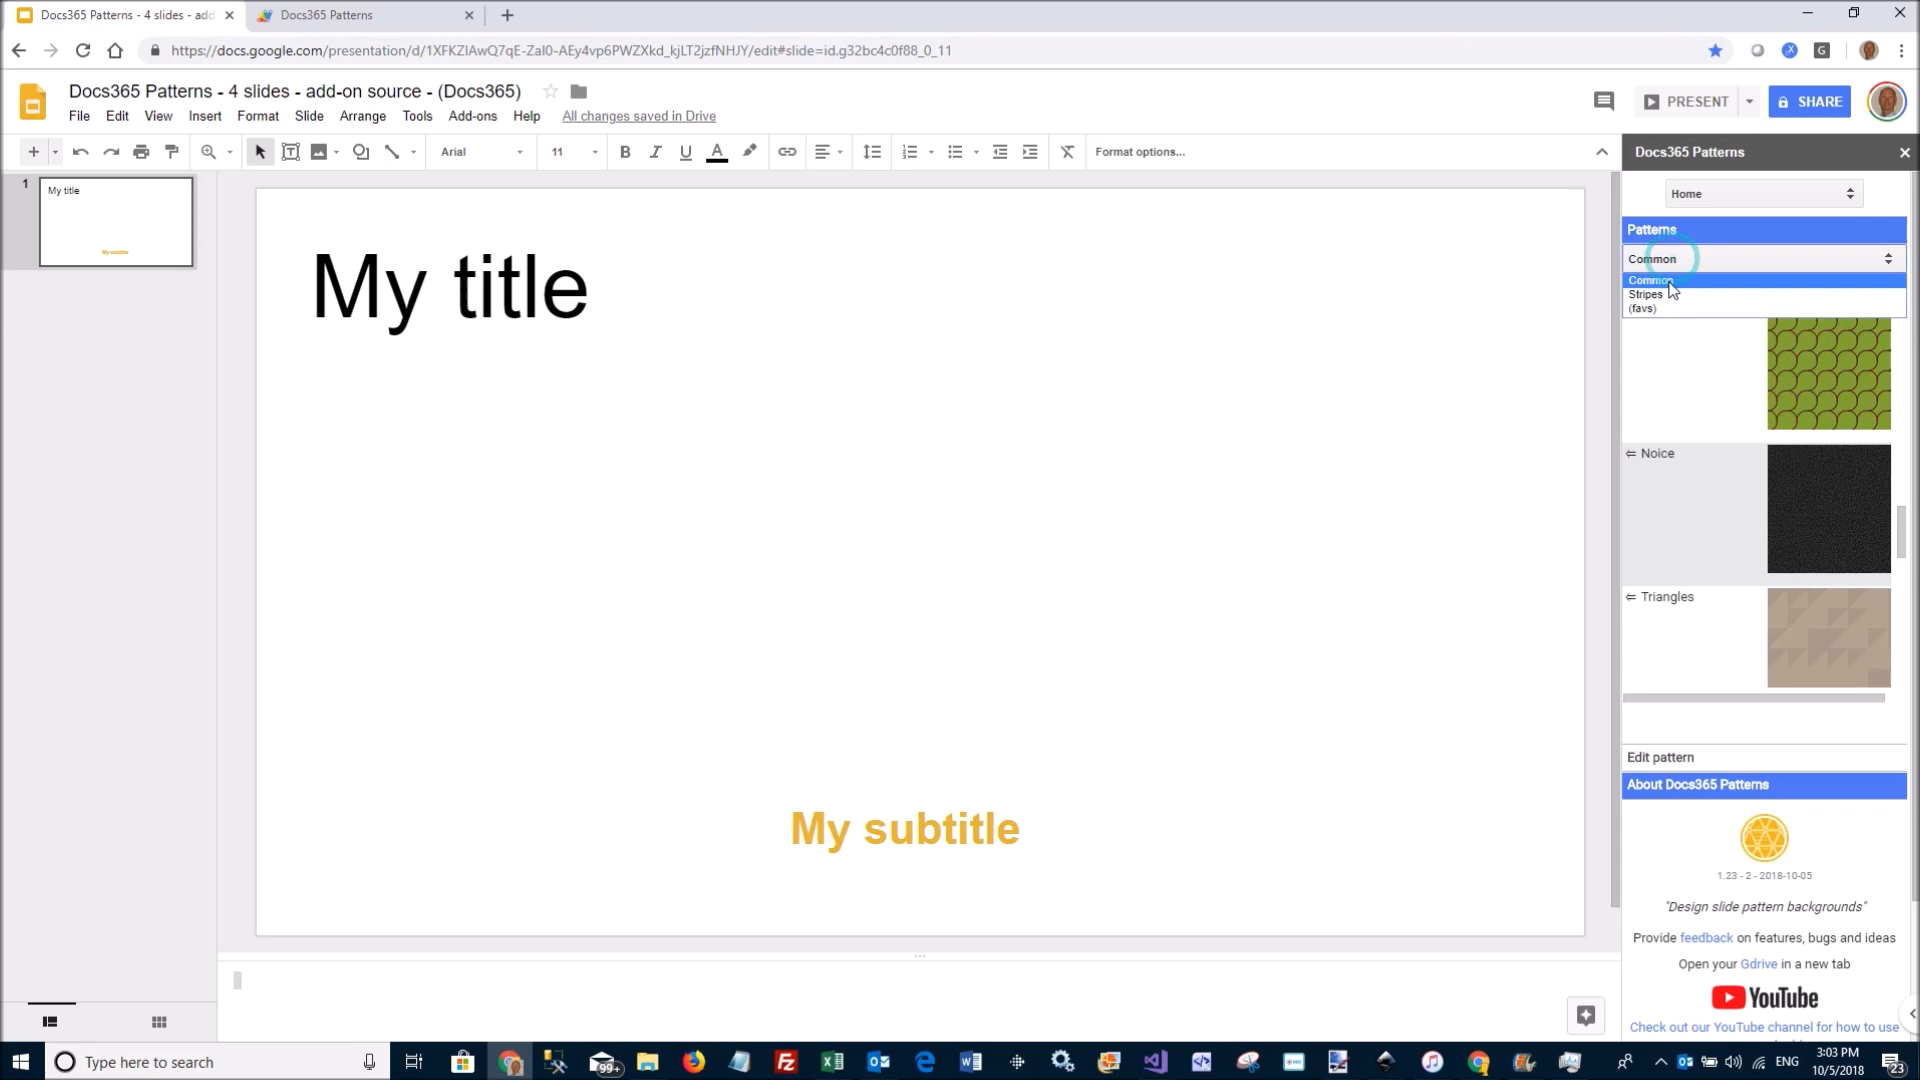 Docs365 Patterns - 4 slides - add
Docs365 Patterns
https://docs.google.com/presentation/d/1XFKZlAwQ7qE-Zal0-AEy4vp6PWZXkd_kjLT2jzfNHJY/edit#slide=id.g32bc4c0f88_0_11
Docs365 Patterns - 4 slides - add-on source - (Docs365)
PRESENT
SHARE
File Edit View Insert Format Slide Arrange Tools Add-ons Help All changes saved in Drive
Arial 11 B I U A Format options...
Docs365 Patterns
1
My title
My subtitle
Home
Patterns
Common
Common
Stripes
(favs)
My title
My subtitle
⇐ Noice
⇐ Triangles
Edit pattern
About Docs365 Patterns
1.23 - 2 - 2018-10-05
"Design slide pattern backgrounds"
Provide feedback on features, bugs and ideas
Open your Gdrive in a new tab
YouTube
Check out our YouTube channel for how to use
Type here to search
99+
ENG
3:03 PM
10/5/2018
23